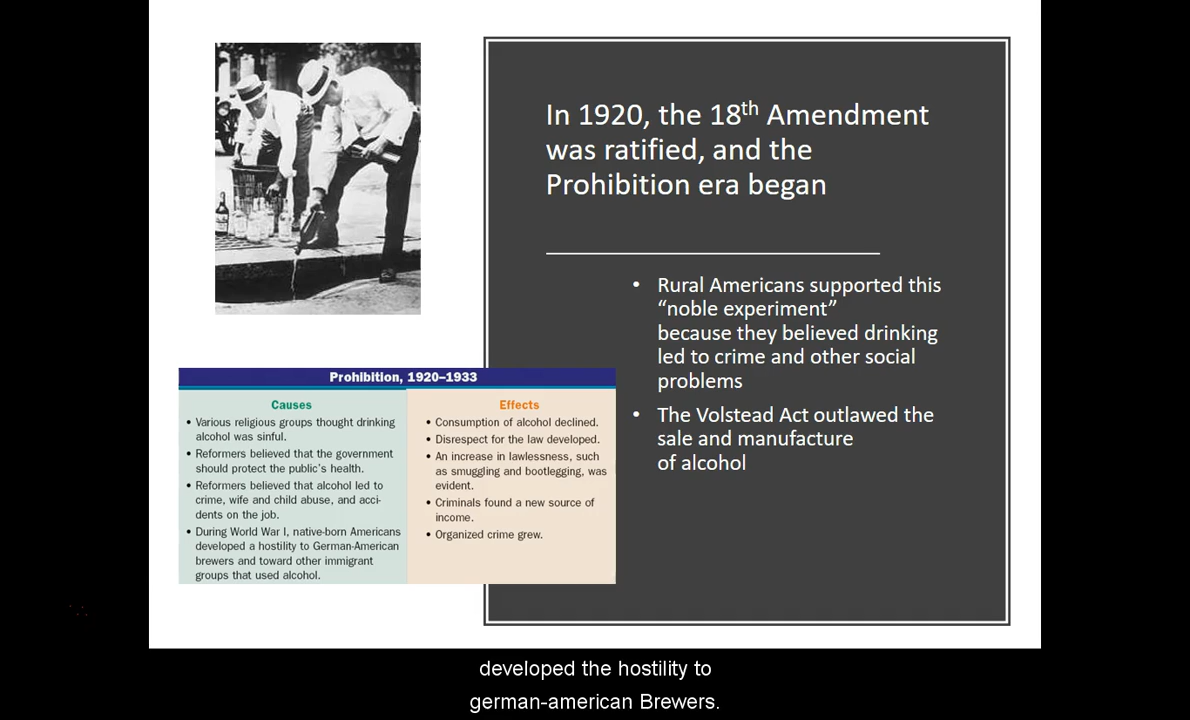 In 1920, the 18th Amendment
was ratified, and the
Prohibition era began
• Rural Americans supported this
“noble experiment”
because they believed drinking
led to crime and other social
problems
• The Volstead Act outlawed the
sale and manufacture
of alcohol
Prohibition, 1920–1933
Causes
• Various religious groups thought drinking
alcohol was sinful.
• Reformers believed that the government
should protect the public’s health.
• Reformers believed that alcohol led to
crime, wife and child abuse, and acci-
dents on the job.
• During World War I, native-born Americans
developed a hostility to German-American
brewers and toward other immigrant
groups that used alcohol.
Effects
• Consumption of alcohol declined.
• Disrespect for the law developed.
• An increase in lawlessness, such
as smuggling and bootlegging, was
evident.
• Criminals found a new source of
income.
• Organized crime grew.
developed the hostility to
german-american Brewers.